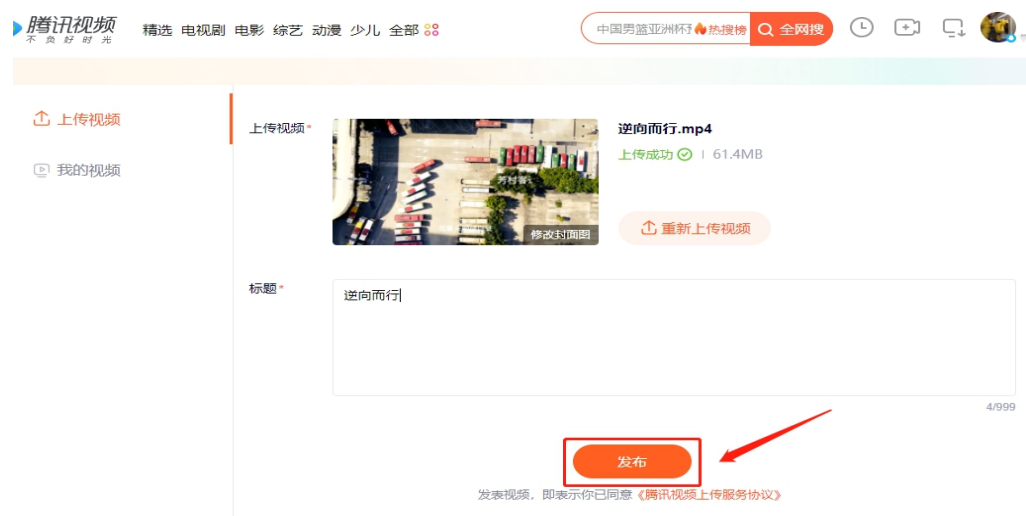 腾讯视频
不负好时光
精选 电视剧 电影 综艺 动漫 少儿 全部
中国男篮亚洲杯 热搜榜 全网搜
上传视频
我的视频
上传视频*
芳村客
修改封面图
逆向而行.mp4
上传成功 | 61.4MB
重新上传视频
标题*
逆向而行
4/999
发布
发表视频，即表示你已同意《腾讯视频上传服务协议》